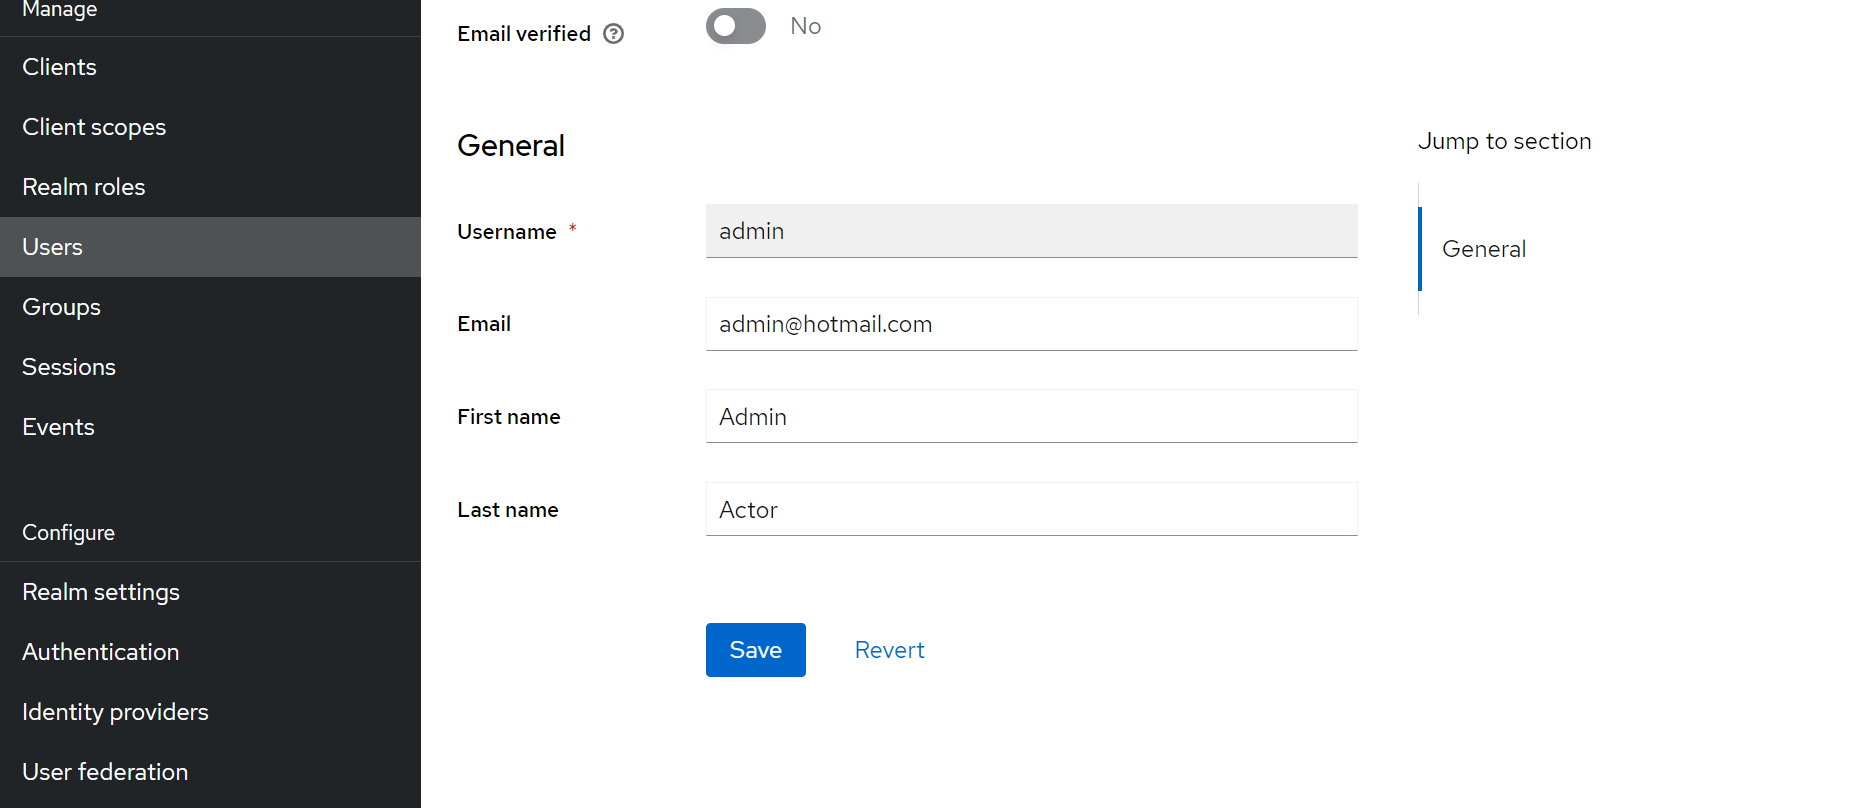 Manage
Clients
Client scopes
Realm roles
Users
Groups
Sessions
Events
Configure
Realm settings
Authentication
Identity providers
User federation
Email verified ?
No
General
Username *
admin
Email
admin@hotmail.com
First name
Admin
Last name
Actor
Save
Revert
Jump to section
General